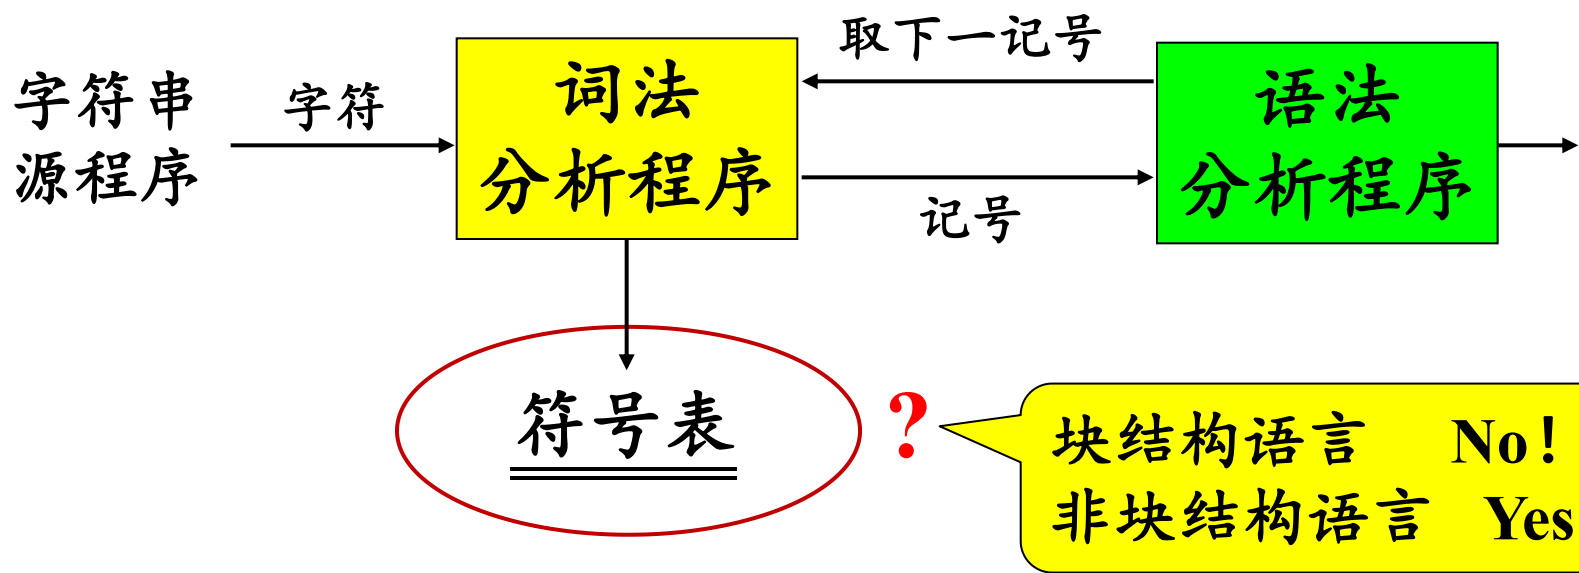 字符串
源程序
字符
词法
分析程序
取下一记号
记号
语法
分析程序
符号表
?
块结构语言 No!
非块结构语言 Yes